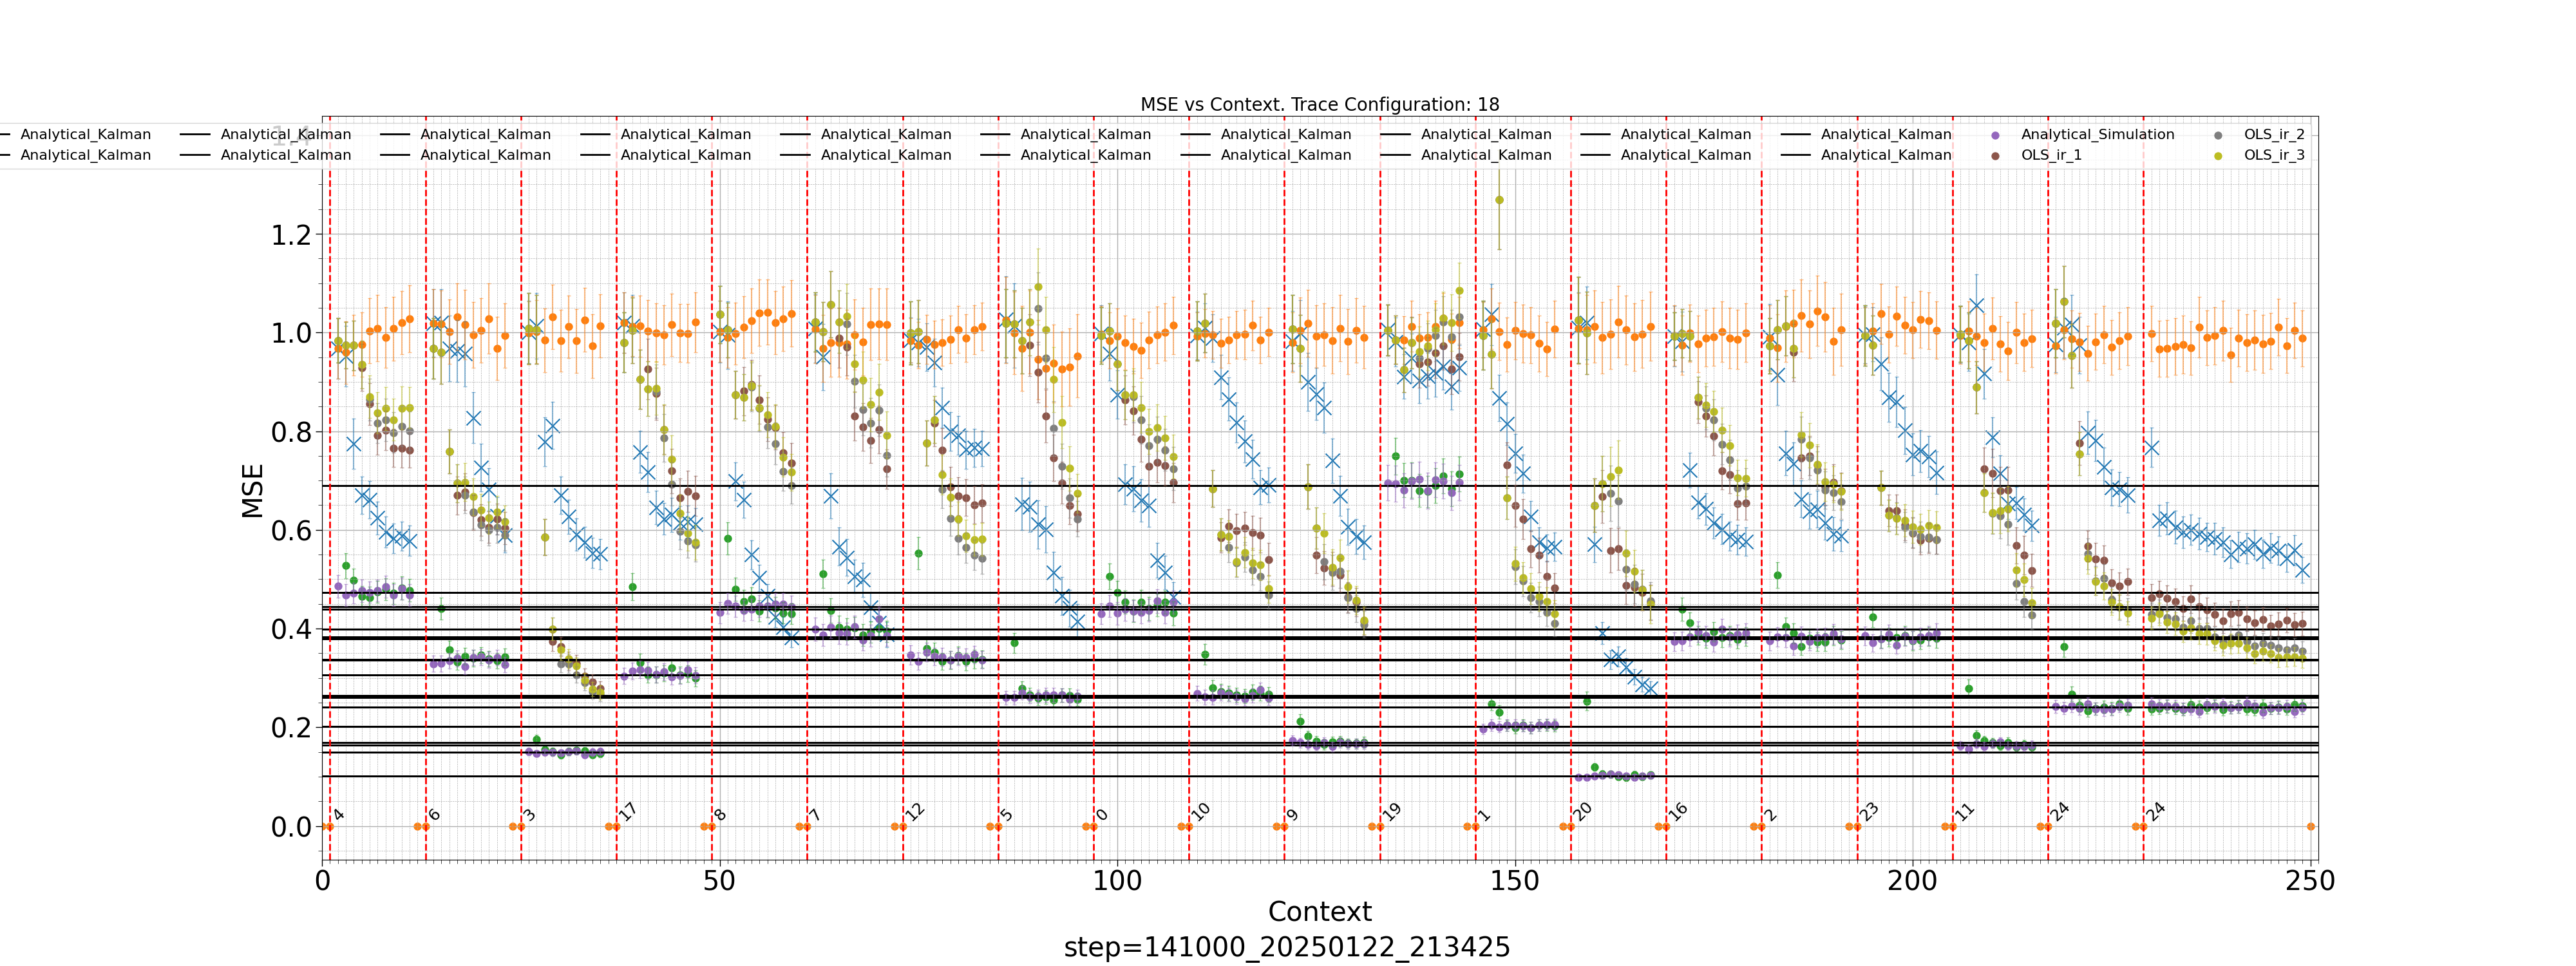 MSE vs Context. Trace Configuration: 18
Analytical_Kalman Analytical_Kalman Analytical_Kalman Analytical_Kalman Analytical_Kalman Analytical_Kalman Analytical_Kalman Analytical_Kalman Analytical_Kalman Analytical_Kalman Analytical_Simulation OLS_ir_2
Analytical_Kalman Analytical_Kalman Analytical_Kalman Analytical_Kalman Analytical_Kalman Analytical_Kalman Analytical_Kalman Analytical_Kalman Analytical_Kalman Analytical_Kalman OLS_ir_1 OLS_ir_3
1.4
1.2
1.0
0.8
0.6
0.4
0.2
0.0
MSE
4 6 3 17 8 7 12 5 0 10 9 19 1 20 16 2 23 11 24 24
0 50 100 150 200 250
Context
step=141000_20250122_213425